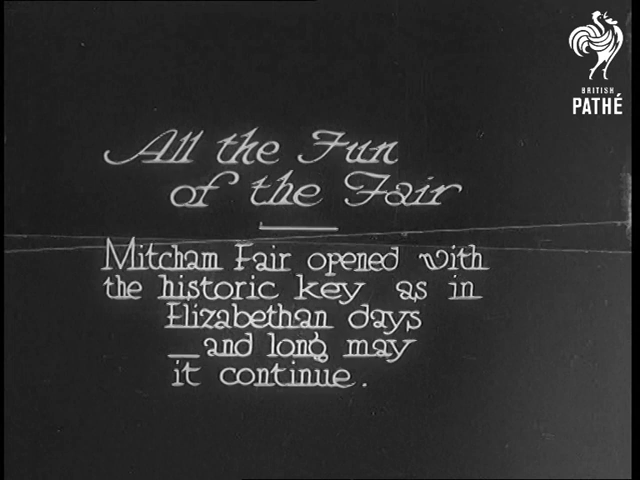 BRITISH
PATHÉ
All the Fun
of the Fair
Mitcham Fair opened with
the historic key as in
Elizabethan days
— and long may
it continue.